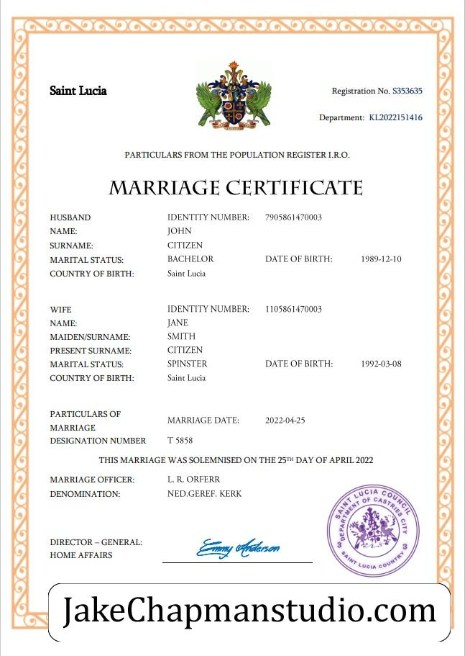 Saint Lucia
Registration No. S353635
Department: KL2022151416
PARTICULARS FROM THE POPULATION REGISTER I.R.O.
MARRIAGE CERTIFICATE
HUSBAND IDENTITY NUMBER: 7905861470003
NAME: JOHN
SURNAME: CITIZEN
MARITAL STATUS: BACHELOR DATE OF BIRTH: 1989-12-10
COUNTRY OF BIRTH: Saint Lucia
WIFE IDENTITY NUMBER: 1105861470003
NAME: JANE
MAIDEN/SURNAME: SMITH
PRESENT SURNAME: CITIZEN
MARITAL STATUS: SPINSTER DATE OF BIRTH: 1992-03-08
COUNTRY OF BIRTH: Saint Lucia
PARTICULARS OF
MARRIAGE MARRIAGE DATE: 2022-04-25
DESIGNATION NUMBER T 5858
THIS MARRIAGE WAS SOLEMNISED ON THE 25TH DAY OF APRIL 2022
MARRIAGE OFFICER: L. R. ORFERR
DENOMINATION: NED.GEREF. KERK
SAINT LUCIA COUNCIL
DEPARTMENT OF CASTRIES CITY
SAINT LUCIA COUNTRY
DIRECTOR – GENERAL:
HOME AFFAIRS
Emmy Anderson
JakeChapmanstudio.com